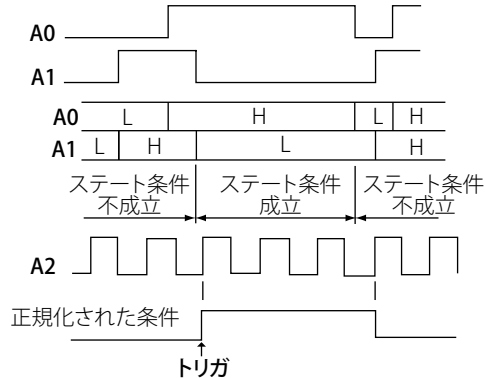 A0
A1
A0 L H L H
A1 L H L H
ステート条件 ステート条件 ステート条件
不成立 成立 不成立
A2
正規化された条件
トリガ